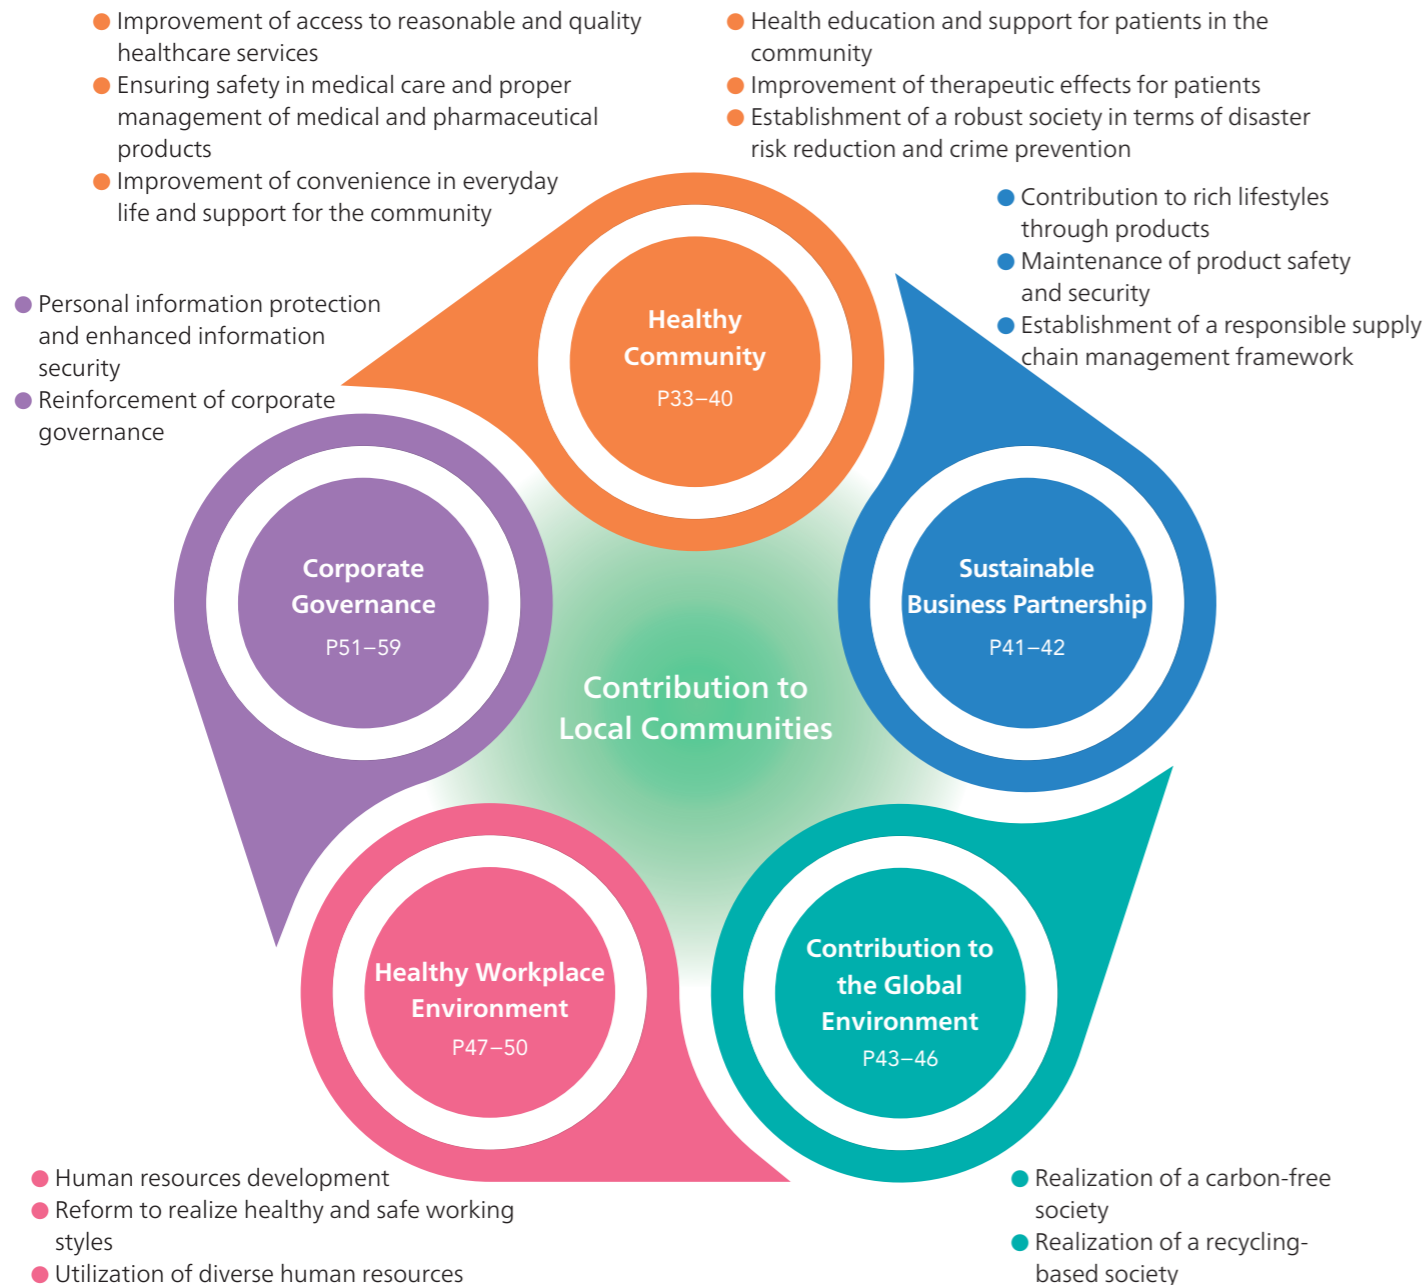 ● Improvement of access to reasonable and quality
healthcare services
● Ensuring safety in medical care and proper
management of medical and pharmaceutical
products
● Improvement of convenience in everyday
life and support for the community
● Health education and support for patients in the
community
● Improvement of therapeutic effects for patients
● Establishment of a robust society in terms of disaster
risk reduction and crime prevention
● Contribution to rich lifestyles
through products
● Maintenance of product safety
and security
● Establishment of a responsible supply
chain management framework
● Personal information protection
and enhanced information
security
● Reinforcement of corporate
governance
Healthy
Community
P33–40
Corporate
Governance
P51–59
Sustainable
Business Partnership
P41–42
Contribution to
Local Communities
Healthy Workplace
Environment
P47–50
Contribution to
the Global
Environment
P43–46
● Human resources development
● Reform to realize healthy and safe working
styles
● Utilization of diverse human resources
● Realization of a carbon-free
society
● Realization of a recycling-
based society